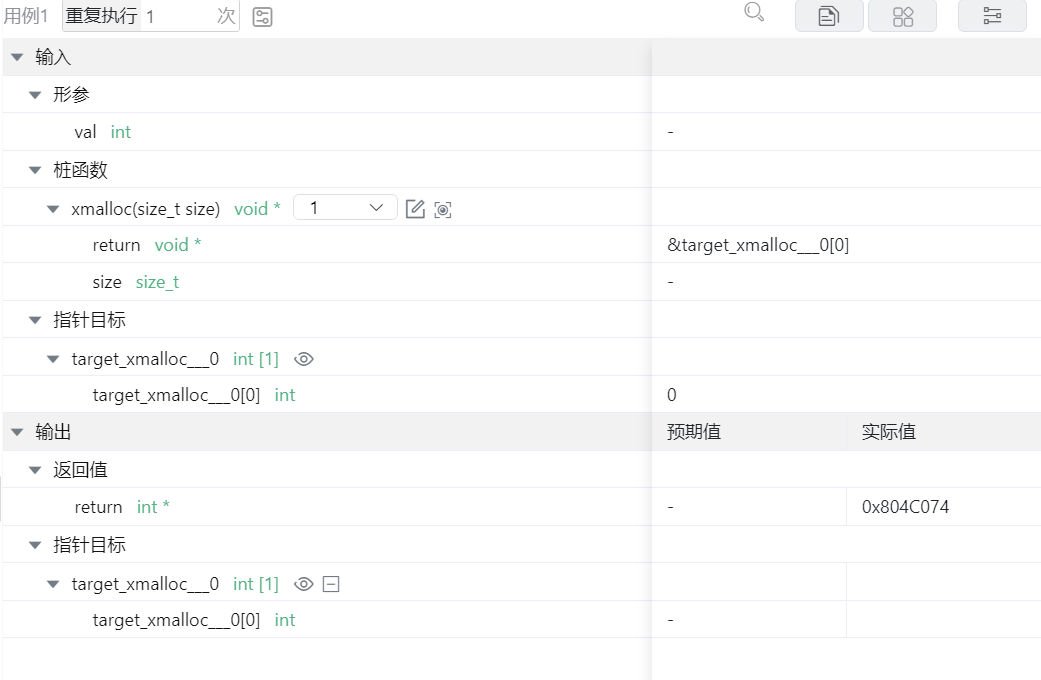 用例1 重复执行 1 次
输入
形参
val int -
桩函数
xmalloc(size_t size) void * 1
return void * &target_xmalloc___0[0]
size size_t -
指针目标
target_xmalloc___0 int [1]
target_xmalloc___0[0] int 0
输出 预期值 实际值
返回值
return int * - 0x804C074
指针目标
target_xmalloc___0 int [1]
target_xmalloc___0[0] int -